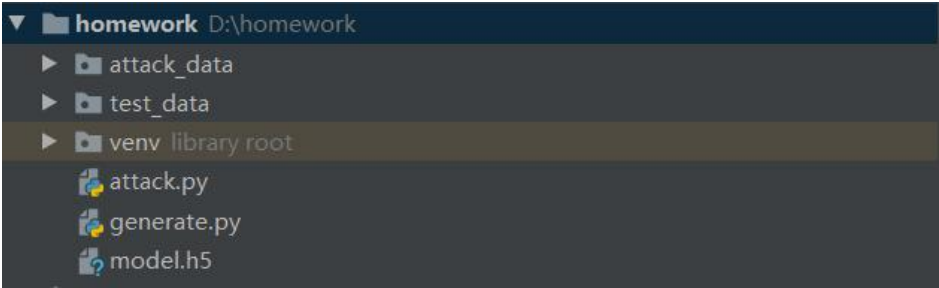 homework D:\homework
attack_data
test_data
venv library root
attack.py
generate.py
model.h5